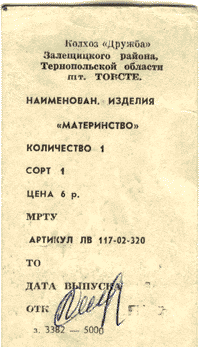 Колхоз «Дружба»
Залещицкого района,
Тернопольской области
пгт. ТОВСТЕ.
НАИМЕНОВАН. ИЗДЕЛИЯ
«МАТЕРИНСТВО»
КОЛИЧЕСТВО 1
СОРТ 1
ЦЕНА 6 р.
МРТУ
АРТИКУЛ ЛВ 117-02-320
ТО
ДАТА ВЫПУСКА
ОТК
з. 3382 — 5000